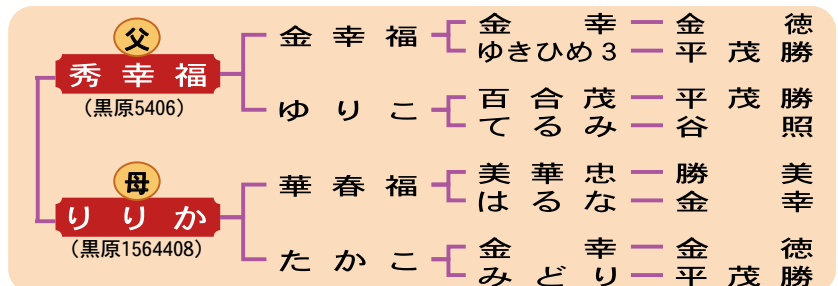 父
秀幸福
(黒原5406)
金幸福
金幸
金徳
ゆきひめ3
平茂勝
ゆりこ
百合茂
平茂勝
てるみ
谷照
母
りりか
(黒原1564408)
華春福
美華忠
勝美
はるな
金幸
たかこ
金幸
金徳
みどり
平茂勝